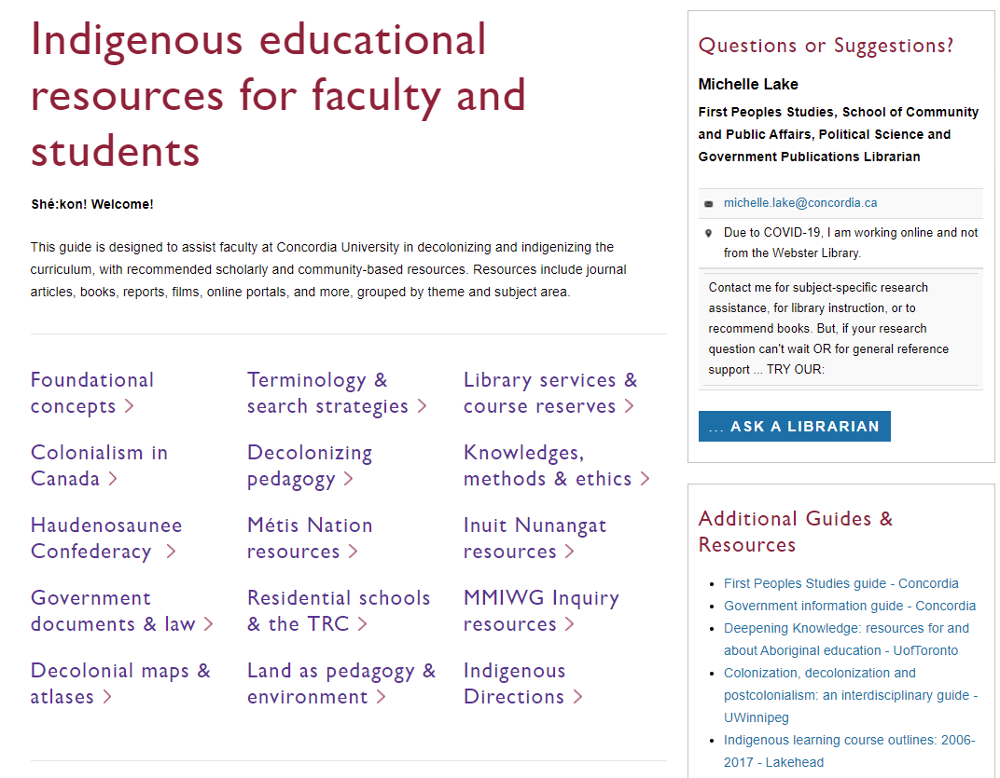 Indigenous educational
resources for faculty and
students
Shé:kon! Welcome!
This guide is designed to assist faculty at Concordia University in decolonizing and indigenizing the
curriculum, with recommended scholarly and community-based resources. Resources include journal
articles, books, reports, films, online portals, and more, grouped by theme and subject area.
Foundational
concepts >
Terminology &
search strategies >
Library services &
course reserves >
Colonialism in
Canada >
Decolonizing
pedagogy >
Knowledges,
methods & ethics >
Haudenosaunee
Confederacy >
Métis Nation
resources >
Inuit Nunangat
resources >
Government
documents & law >
Residential schools
& the TRC >
MMIWG Inquiry
resources >
Decolonial maps &
atlases >
Land as pedagogy &
environment >
Indigenous
Directions >
Questions or Suggestions?
Michelle Lake
First Peoples Studies, School of Community
and Public Affairs, Political Science and
Government Publications Librarian
michelle.lake@concordia.ca
Due to COVID-19, I am working online and not
from the Webster Library.
Contact me for subject-specific research
assistance, for library instruction, or to
recommend books. But, if your research
question can't wait OR for general reference
support ... TRY OUR:
... ASK A LIBRARIAN
Additional Guides &
Resources
• First Peoples Studies guide - Concordia
• Government information guide - Concordia
• Deepening Knowledge: resources for and
about Aboriginal education - UofToronto
• Colonization, decolonization and
postcolonialism: an interdisciplinary guide -
UWinnipeg
• Indigenous learning course outlines: 2006-
2017 - Lakehead